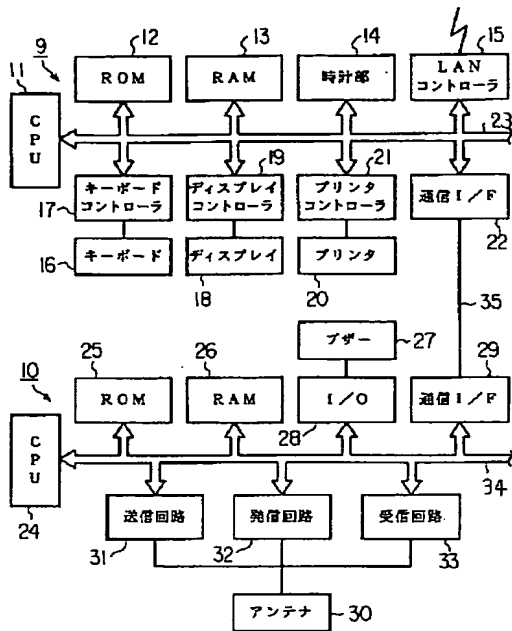 9
11
CPU
12
ROM
13
RAM
14
時計部
15
LAN
コントローラ
23
17
キーボード
コントローラ
19
ディスプレイ
コントローラ
21
プリンタ
コントローラ
通信I/F
22
16
キーボード
18
ディスプレイ
20
プリンタ
35
ブザー
27
10
CPU
24
25
ROM
26
RAM
I/O
28
29
通信I/F
34
送信回路
31
発信回路
32
受信回路
33
アンテナ
30